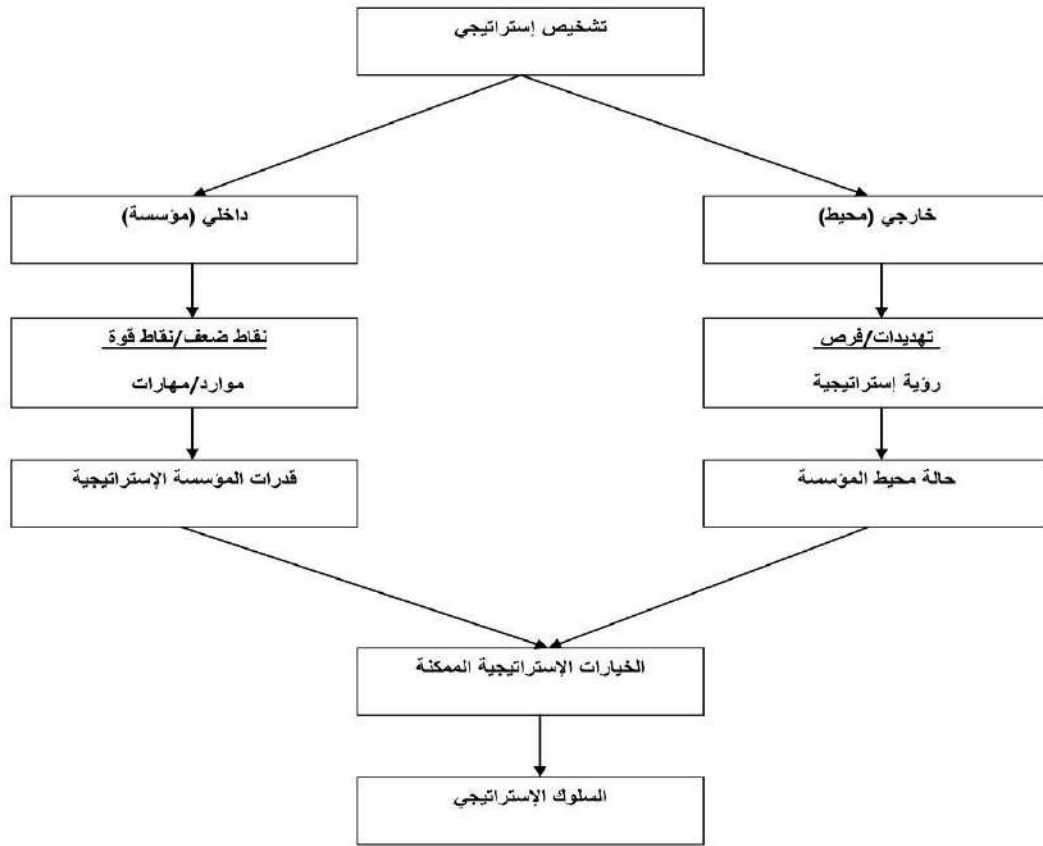 تشخيص إستراتيجي
خارجي (محيط)
داخلي (مؤسسة)
تهديدات/فرص
رؤية إستراتيجية
نقاط ضعف/نقاط قوة
موارد/مهارات
حالة محيط المؤسسة
قدرات المؤسسة الإستراتيجية
الخيارات الإستراتيجية الممكنة
السلوك الإستراتيجي